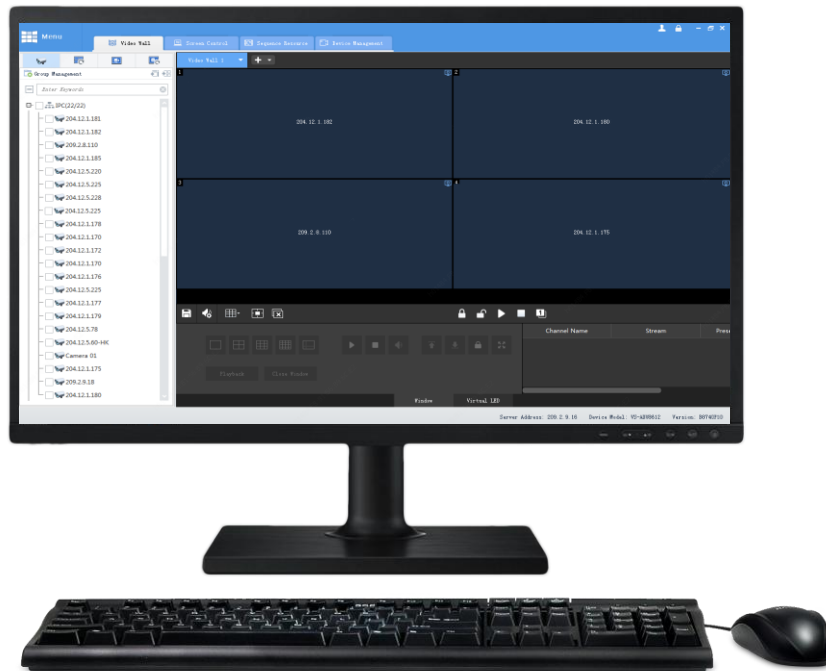 Menu
Video Wall
Screen Control
Sequence Resource
Device Management
Group Management
Enter Keywords
IPC(22/22)
204.12.1.181
204.12.1.182
209.2.8.110
204.12.1.185
204.12.5.220
204.12.5.225
204.12.5.228
204.12.5.225
204.12.1.178
204.12.1.170
204.12.1.172
204.12.1.170
204.12.1.176
204.12.5.225
204.12.1.177
204.12.1.179
204.12.5.78
204.12.5.60-HK
Camera 01
204.12.1.175
209.2.9.18
204.12.1.180
Video Wall 1
1
204.12.1.182
2
204.12.1.180
3
209.2.8.110
4
204.12.1.175
Channel Name
Stream
Prese
Playback
Close Window
Window
Virtual LED
Server Address: 209.2.9.16
Device Model:
Version: